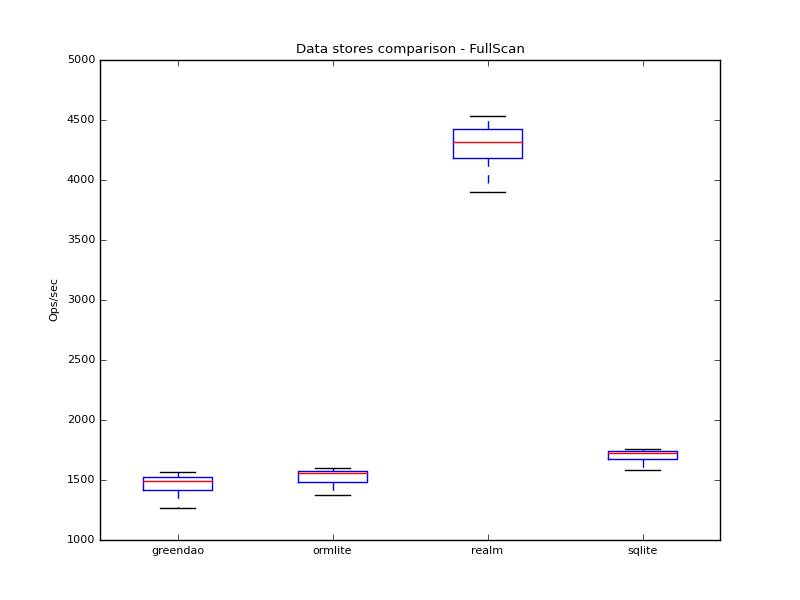 Data stores comparison - FullScan
5000
4500
4000
3500
3000
2500
2000
1500
1000
Ops/sec
greendao
ormlite
realm
sqlite